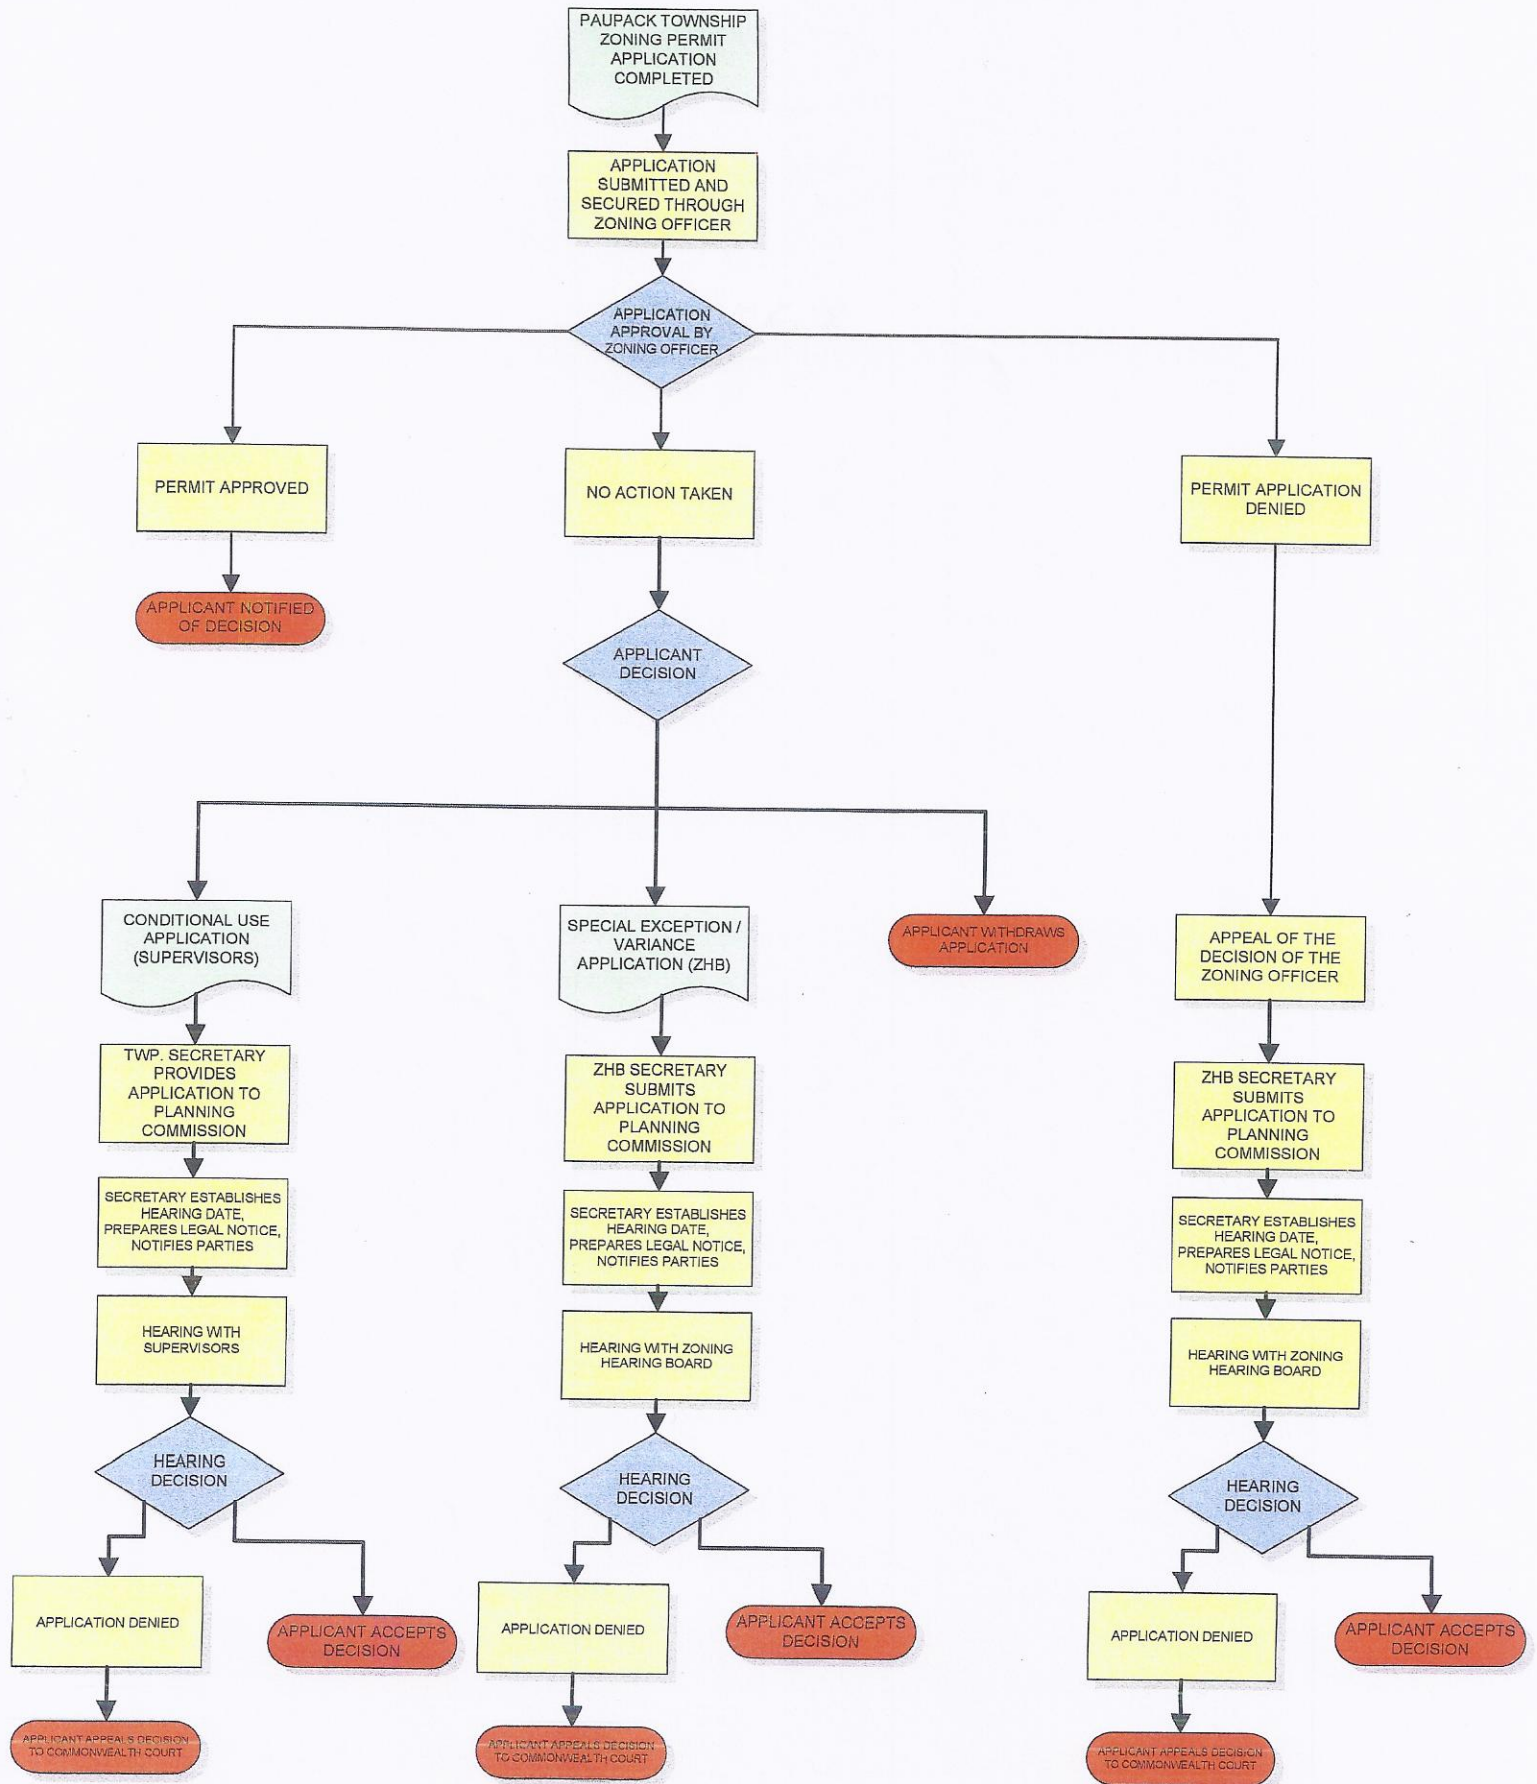 PAUPACK TOWNSHIP
ZONING PERMIT
APPLICATION
COMPLETED
APPLICATION
SUBMITTED AND
SECURED THROUGH
ZONING OFFICER
APPLICATION
APPROVAL BY
ZONING OFFICER
PERMIT APPROVED
NO ACTION TAKEN
PERMIT APPLICATION
DENIED
APPLICANT NOTIFIED
OF DECISION
APPLICANT
DECISION
CONDITIONAL USE
APPLICATION
(SUPERVISORS)
SPECIAL EXCEPTION /
VARIANCE
APPLICATION (ZHB)
APPLICANT WITHDRAWS
APPLICATION
APPEAL OF THE
DECISION OF THE
ZONING OFFICER
TWP. SECRETARY
PROVIDES
APPLICATION TO
PLANNING
COMMISSION
ZHB SECRETARY
SUBMITS
APPLICATION TO
PLANNING
COMMISSION
ZHB SECRETARY
SUBMITS
APPLICATION TO
PLANNING
COMMISSION
SECRETARY ESTABLISHES
HEARING DATE,
PREPARES LEGAL NOTICE,
NOTIFIES PARTIES
SECRETARY ESTABLISHES
HEARING DATE,
PREPARES LEGAL NOTICE,
NOTIFIES PARTIES
SECRETARY ESTABLISHES
HEARING DATE,
PREPARES LEGAL NOTICE,
NOTIFIES PARTIES
HEARING WITH
SUPERVISORS
HEARING WITH ZONING
HEARING BOARD
HEARING WITH ZONING
HEARING BOARD
HEARING
DECISION
HEARING
DECISION
HEARING
DECISION
APPLICATION DENIED
APPLICANT ACCEPTS
DECISION
APPLICATION DENIED
APPLICANT ACCEPTS
DECISION
APPLICATION DENIED
APPLICANT ACCEPTS
DECISION
APPLICANT APPEALS DECISION
TO COMMONWEALTH COURT
APPLICANT APPEALS DECISION
TO COMMONWEALTH COURT
APPLICANT APPEALS DECISION
TO COMMONWEALTH COURT